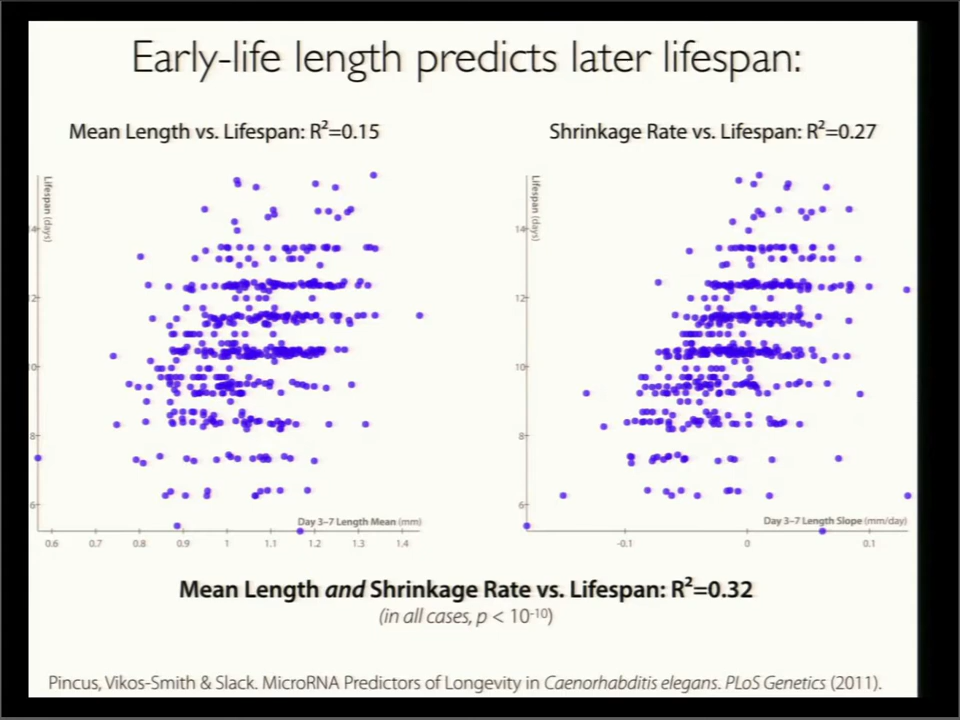 Early-life length predicts later lifespan:
Mean Length vs. Lifespan: R²=0.15
Lifespan (days)
14
12
10
8
6
Day 3–7 Length Mean (mm)
0.6 0.7 0.8 0.9 1 1.1 1.2 1.3 1.4
Shrinkage Rate vs. Lifespan: R²=0.27
Lifespan (days)
14
12
10
8
6
Day 3–7 Length Slope (mm/day)
-0.1 0 0.1
Mean Length and Shrinkage Rate vs. Lifespan: R²=0.32
(in all cases, p < 10⁻¹⁰)
Pincus, Vikos-Smith & Slack. MicroRNA Predictors of Longevity in Caenorhabditis elegans. PLoS Genetics (2011).